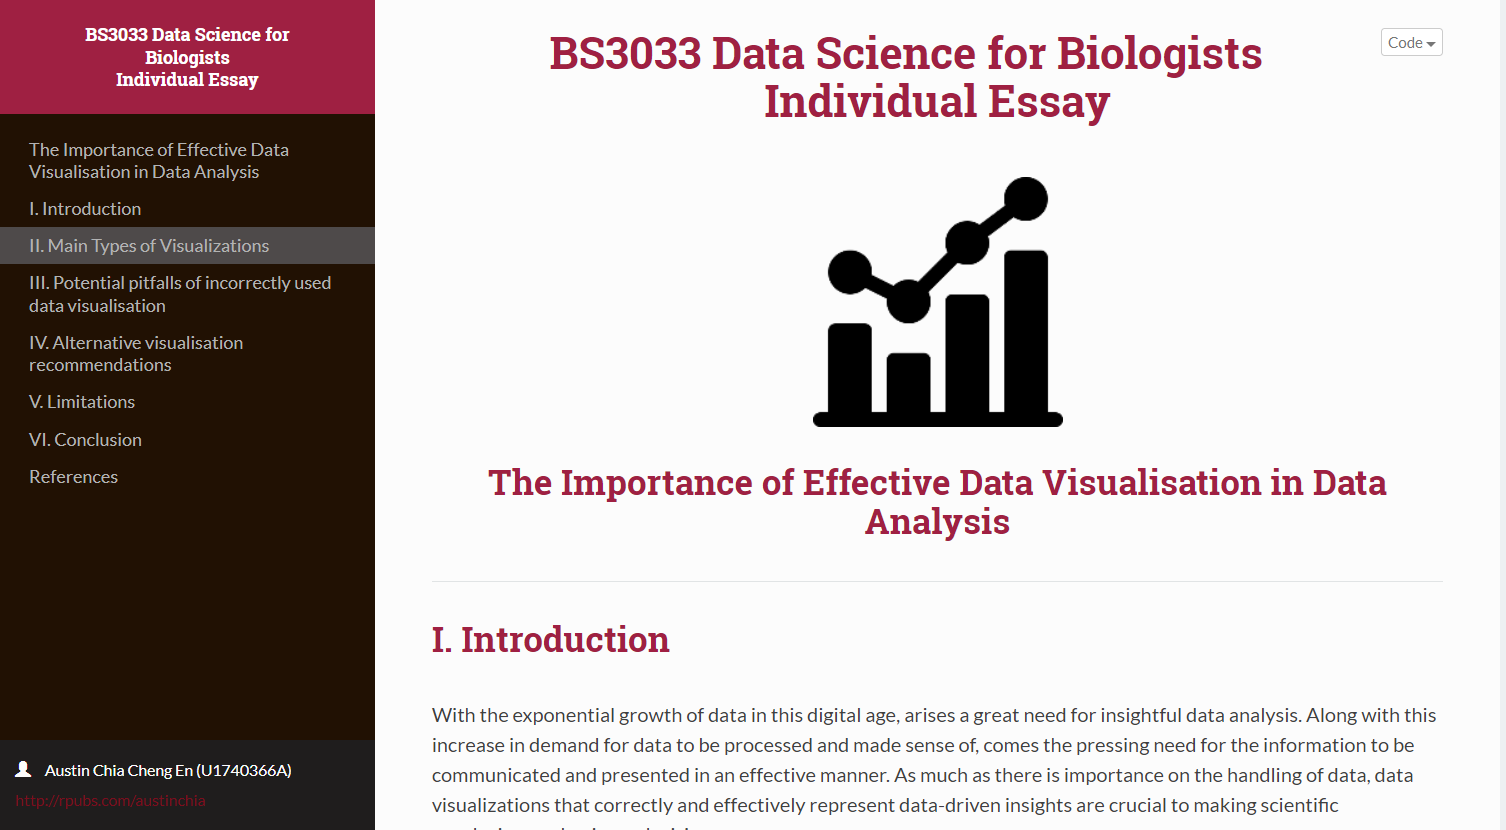 BS3033 Data Science for
Biologists
Individual Essay
The Importance of Effective Data
Visualisation in Data Analysis
I. Introduction
II. Main Types of Visualizations
III. Potential pitfalls of incorrectly used
data visualisation
IV. Alternative visualisation
recommendations
V. Limitations
VI. Conclusion
References
Austin Chia Cheng En (U1740366A)
http://rpubs.com/austinchia
Code
BS3033 Data Science for Biologists
Individual Essay
The Importance of Effective Data Visualisation in Data
Analysis
I. Introduction
With the exponential growth of data in this digital age, arises a great need for insightful data analysis. Along with this
increase in demand for data to be processed and made sense of, comes the pressing need for the information to be
communicated and presented in an effective manner. As much as there is importance on the handling of data, data
visualizations that correctly and effectively represent data-driven insights are crucial to making scientific